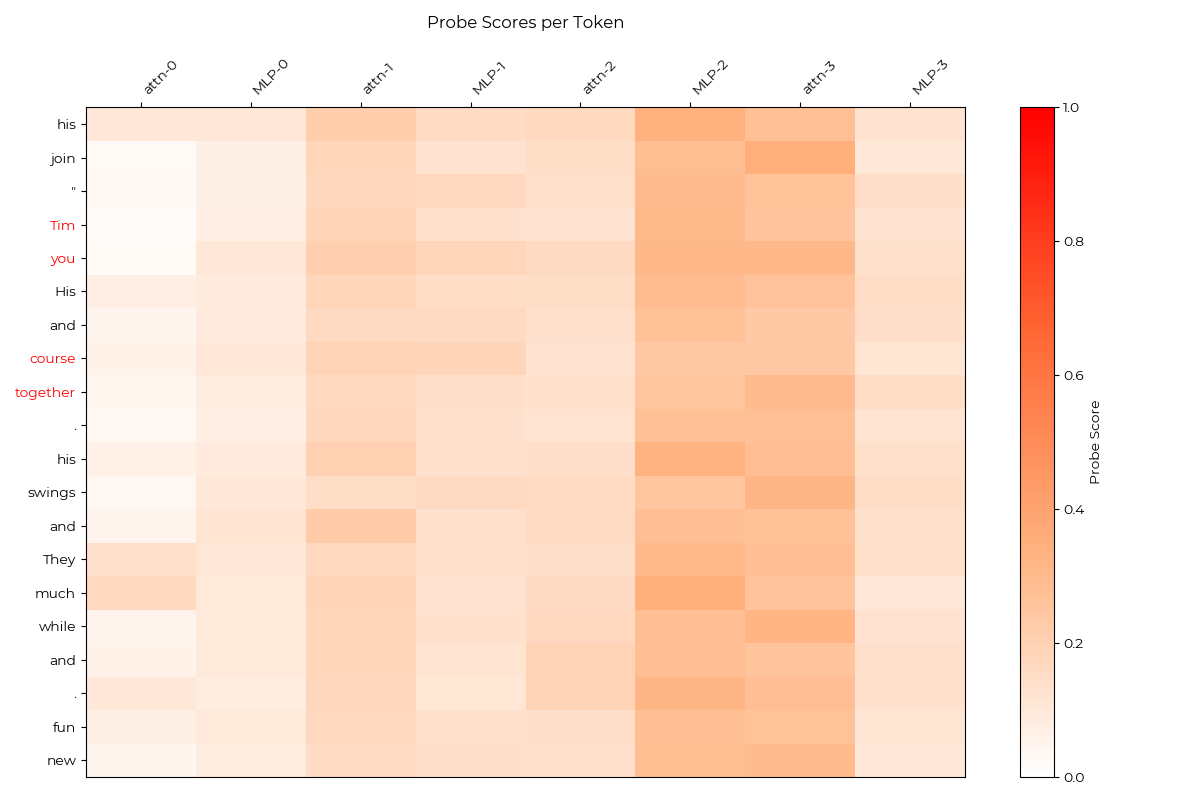 Probe Scores per Token
attn-0 MLP-0 attn-1 MLP-1 attn-2 MLP-2 attn-3 MLP-3
his
join
"
Tim
you
His
and
course
together
.
his
swings
and
They
much
while
and
.
fun
new
1.0
0.8
0.6
0.4
0.2
0.0
Probe Score